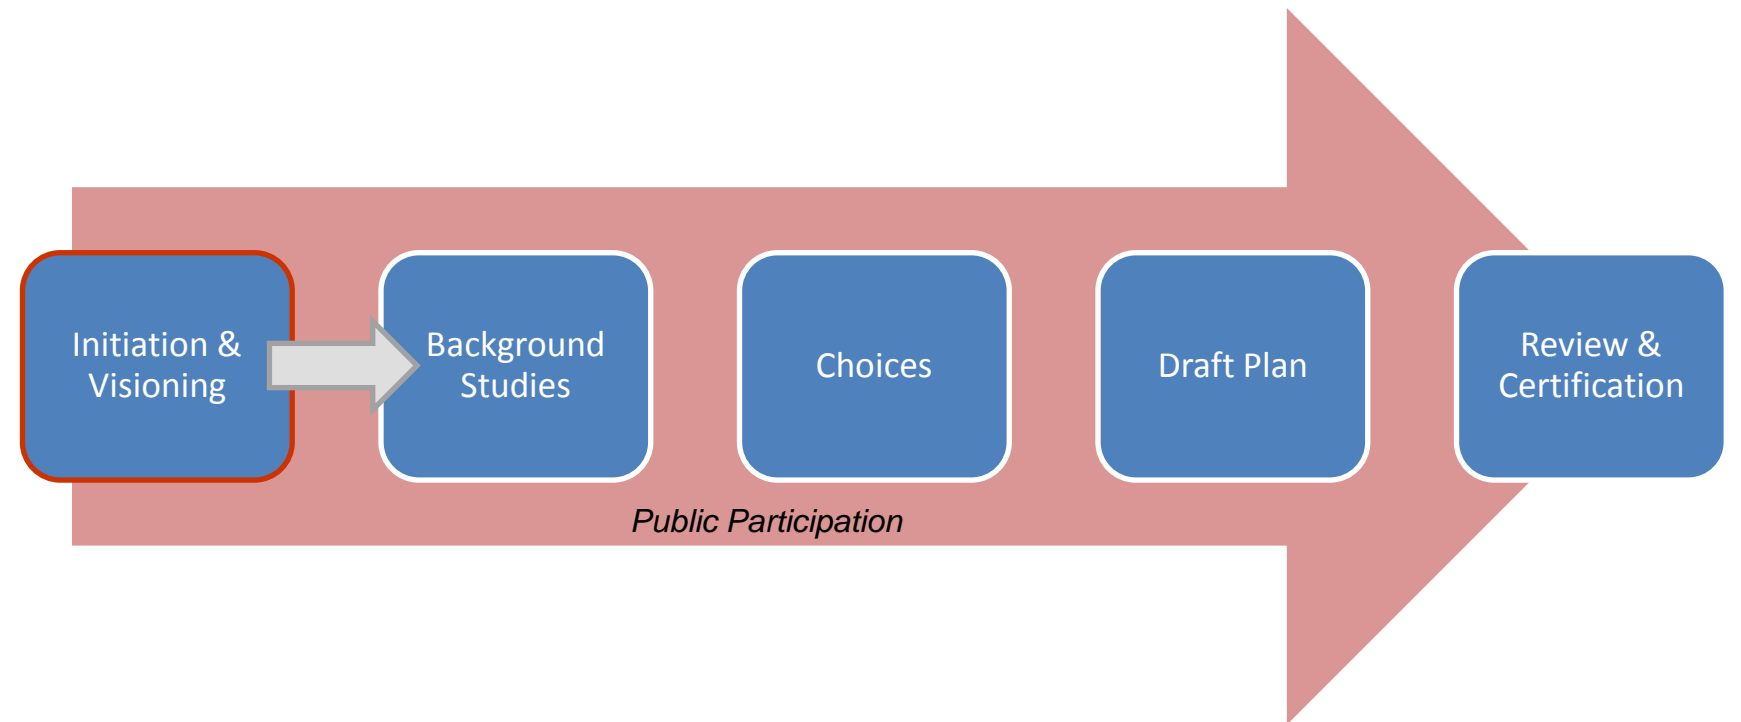 Initiation &
Visioning
Background
Studies
Choices
Draft Plan
Review &
Certification
Public Participation